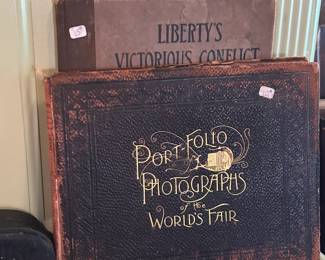 LIBERTY'S
VICTORIOUS CONFLICT
PORT-FOLIO
PHOTOGRAPHS
of the
WORLD'S FAIR